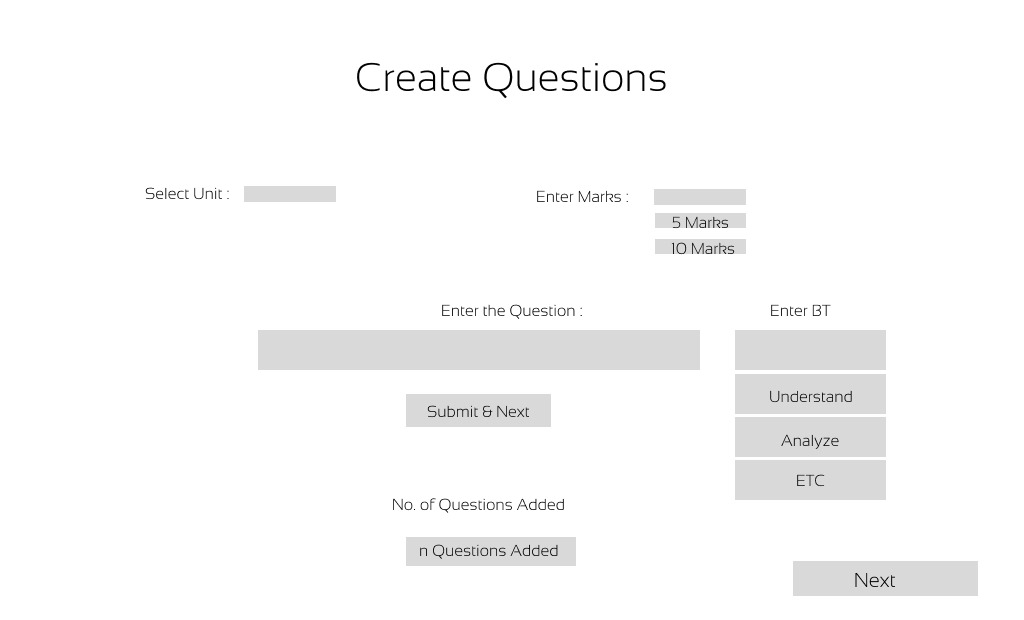 Create Questions
Select Unit :
Enter Marks :
5 Marks
10 Marks
Enter the Question :
Enter BT
Understand
Submit & Next
Analyze
ETC
No. of Questions Added
n Questions Added
Next